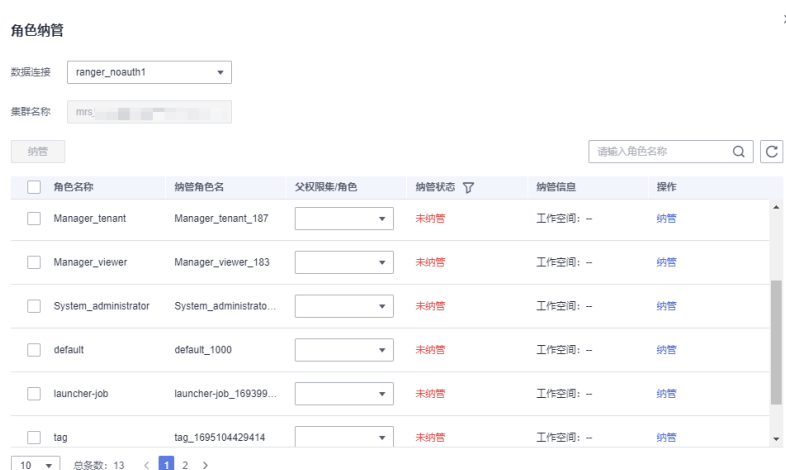 角色纳管
数据连接 ranger_noauth1
集群名称 mrs_
纳管 请输入角色名称
角色名称 纳管角色名 父权限集/角色 纳管状态 纳管信息 操作
Manager_tenant Manager_tenant_187 未纳管 工作空间: -- 纳管
Manager_viewer Manager_viewer_183 未纳管 工作空间: -- 纳管
System_administrator System_administrato... 未纳管 工作空间: -- 纳管
default default_1000 未纳管 工作空间: -- 纳管
launcher-job launcher-job_169399... 未纳管 工作空间: -- 纳管
tag tag_1695104429414 未纳管 工作空间: -- 纳管
10 总条数: 13 < 1 2 >